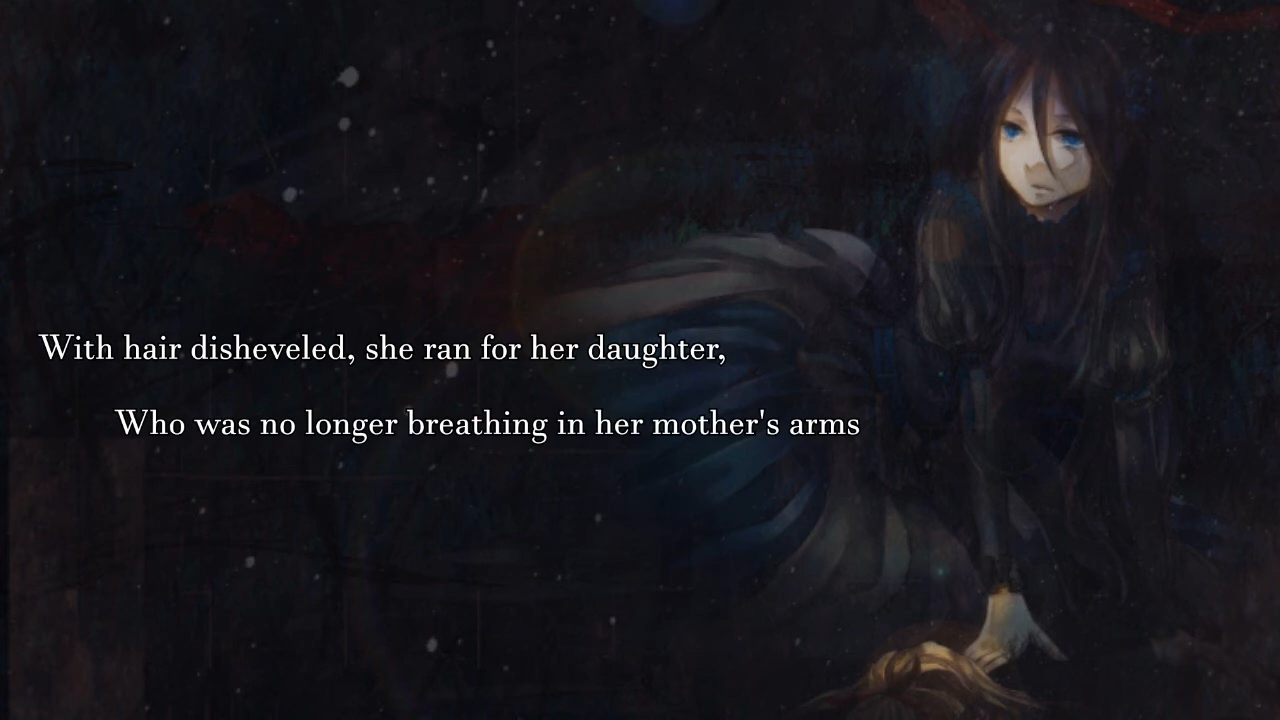 With hair disheveled, she ran for her daughter,
Who was no longer breathing in her mother's arms